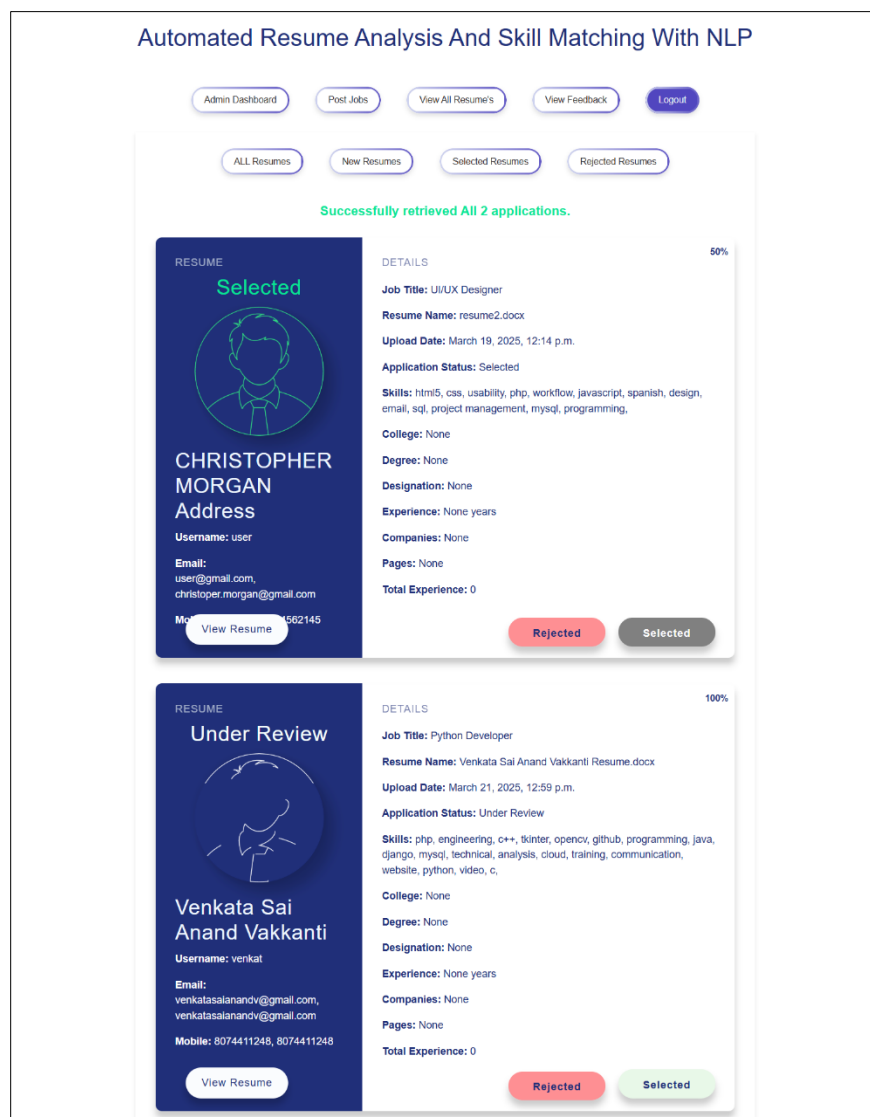 Automated Resume Analysis And Skill Matching With NLP
Admin Dashboard
Post Jobs
View All Resume's
View Feedback
Logout
ALL Resumes
New Resumes
Selected Resumes
Rejected Resumes
Successfully retrieved All 2 applications.
RESUME
Selected
CHRISTOPHER
MORGAN
Address
Username: user
Email:
user@gmail.com,
christoper.morgan@gmail.com
4562145
View Resume
50%
DETAILS
Job Title: UI/UX Designer
Resume Name: resume2.docx
Upload Date: March 19, 2025, 12:14 p.m.
Application Status: Selected
Skills: html5, css, usability, php, workflow, javascript, spanish, design,
email, sql, project management, mysql, programming,
College: None
Degree: None
Designation: None
Experience: None years
Companies: None
Pages: None
Total Experience: 0
Rejected
Selected
RESUME
Under Review
Venkata Sai
Anand Vakkanti
Username: venkat
Email:
venkatasaianandv@gmail.com,
venkatasaianandv@gmail.com
Mobile: 8074411248, 8074411248
View Resume
100%
DETAILS
Job Title: Python Developer
Resume Name: Venkata Sai Anand Vakkanti Resume.docx
Upload Date: March 21, 2025, 12:59 p.m.
Application Status: Under Review
Skills: php, engineering, c++, tkinter, opencv, github, programming, java,
django, mysql, technical, analysis, cloud, training, communication,
website, python, video, c,
College: None
Degree: None
Designation: None
Experience: None years
Companies: None
Pages: None
Total Experience: 0
Rejected
Selected